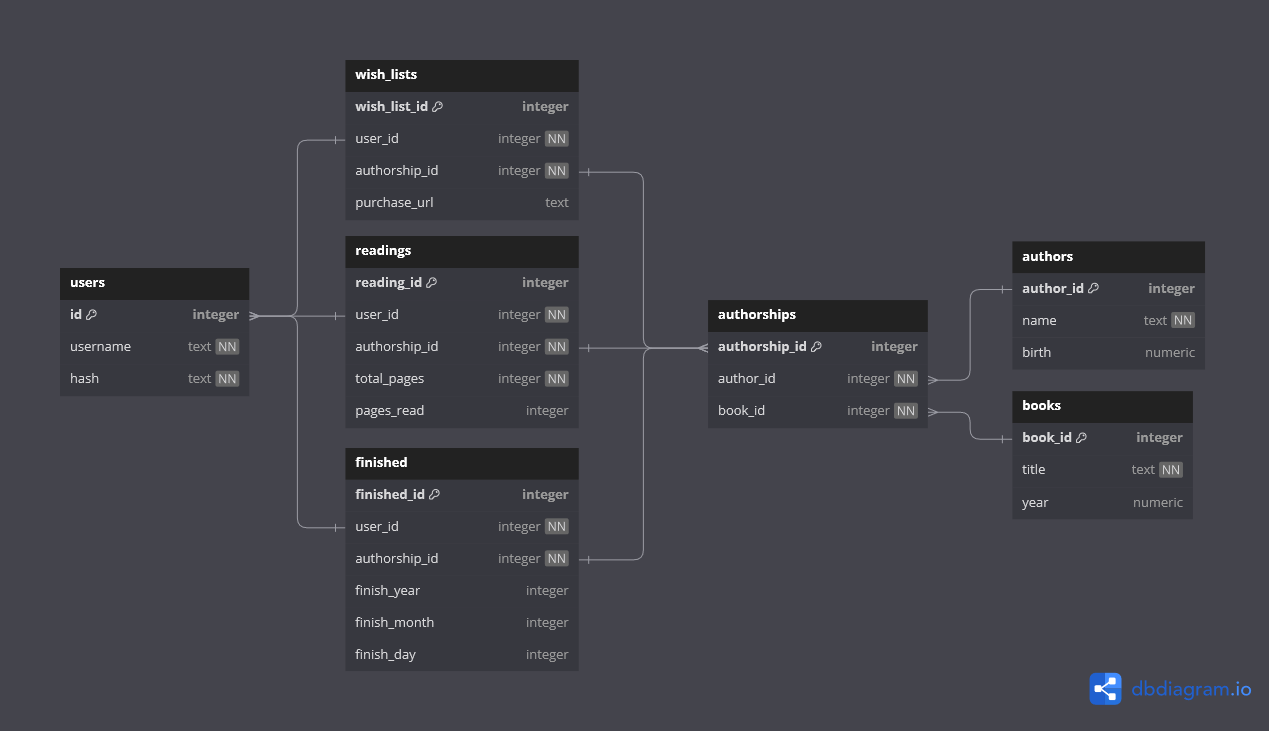 wish_lists
wish_list_id integer
user_id integer NN
authorship_id integer NN
purchase_url text
readings
reading_id integer
user_id integer NN
authorship_id integer NN
total_pages integer NN
pages_read integer
users
id integer
username text NN
hash text NN
finished
finished_id integer
user_id integer NN
authorship_id integer NN
finish_year integer
finish_month integer
finish_day integer
authorships
authorship_id integer
author_id integer NN
book_id integer NN
authors
author_id integer
name text NN
birth numeric
books
book_id integer
title text NN
year numeric
dbdiagram.io